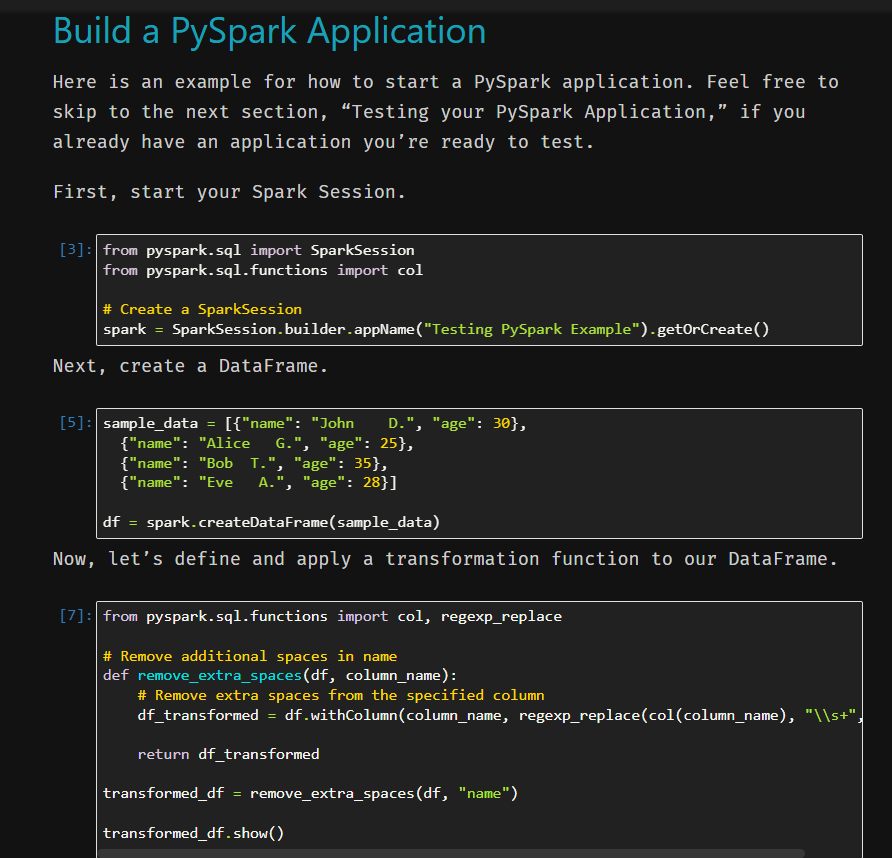 Build a PySpark Application
Here is an example for how to start a PySpark application. Feel free to
skip to the next section, “Testing your PySpark Application,” if you
already have an application you’re ready to test.
First, start your Spark Session.
[3]:
from pyspark.sql import SparkSession
from pyspark.sql.functions import col
# Create a SparkSession
spark = SparkSession.builder.appName("Testing PySpark Example").getOrCreate()
Next, create a DataFrame.
[5]:
sample_data = [{"name": "John    D.", "age": 30},
  {"name": "Alice   G.", "age": 25},
  {"name": "Bob  T.", "age": 35},
  {"name": "Eve   A.", "age": 28}]
df = spark.createDataFrame(sample_data)
Now, let’s define and apply a transformation function to our DataFrame.
[7]:
from pyspark.sql.functions import col, regexp_replace
# Remove additional spaces in name
def remove_extra_spaces(df, column_name):
    # Remove extra spaces from the specified column
    df_transformed = df.withColumn(column_name, regexp_replace(col(column_name), "\\s+",
    return df_transformed
transformed_df = remove_extra_spaces(df, "name")
transformed_df.show()